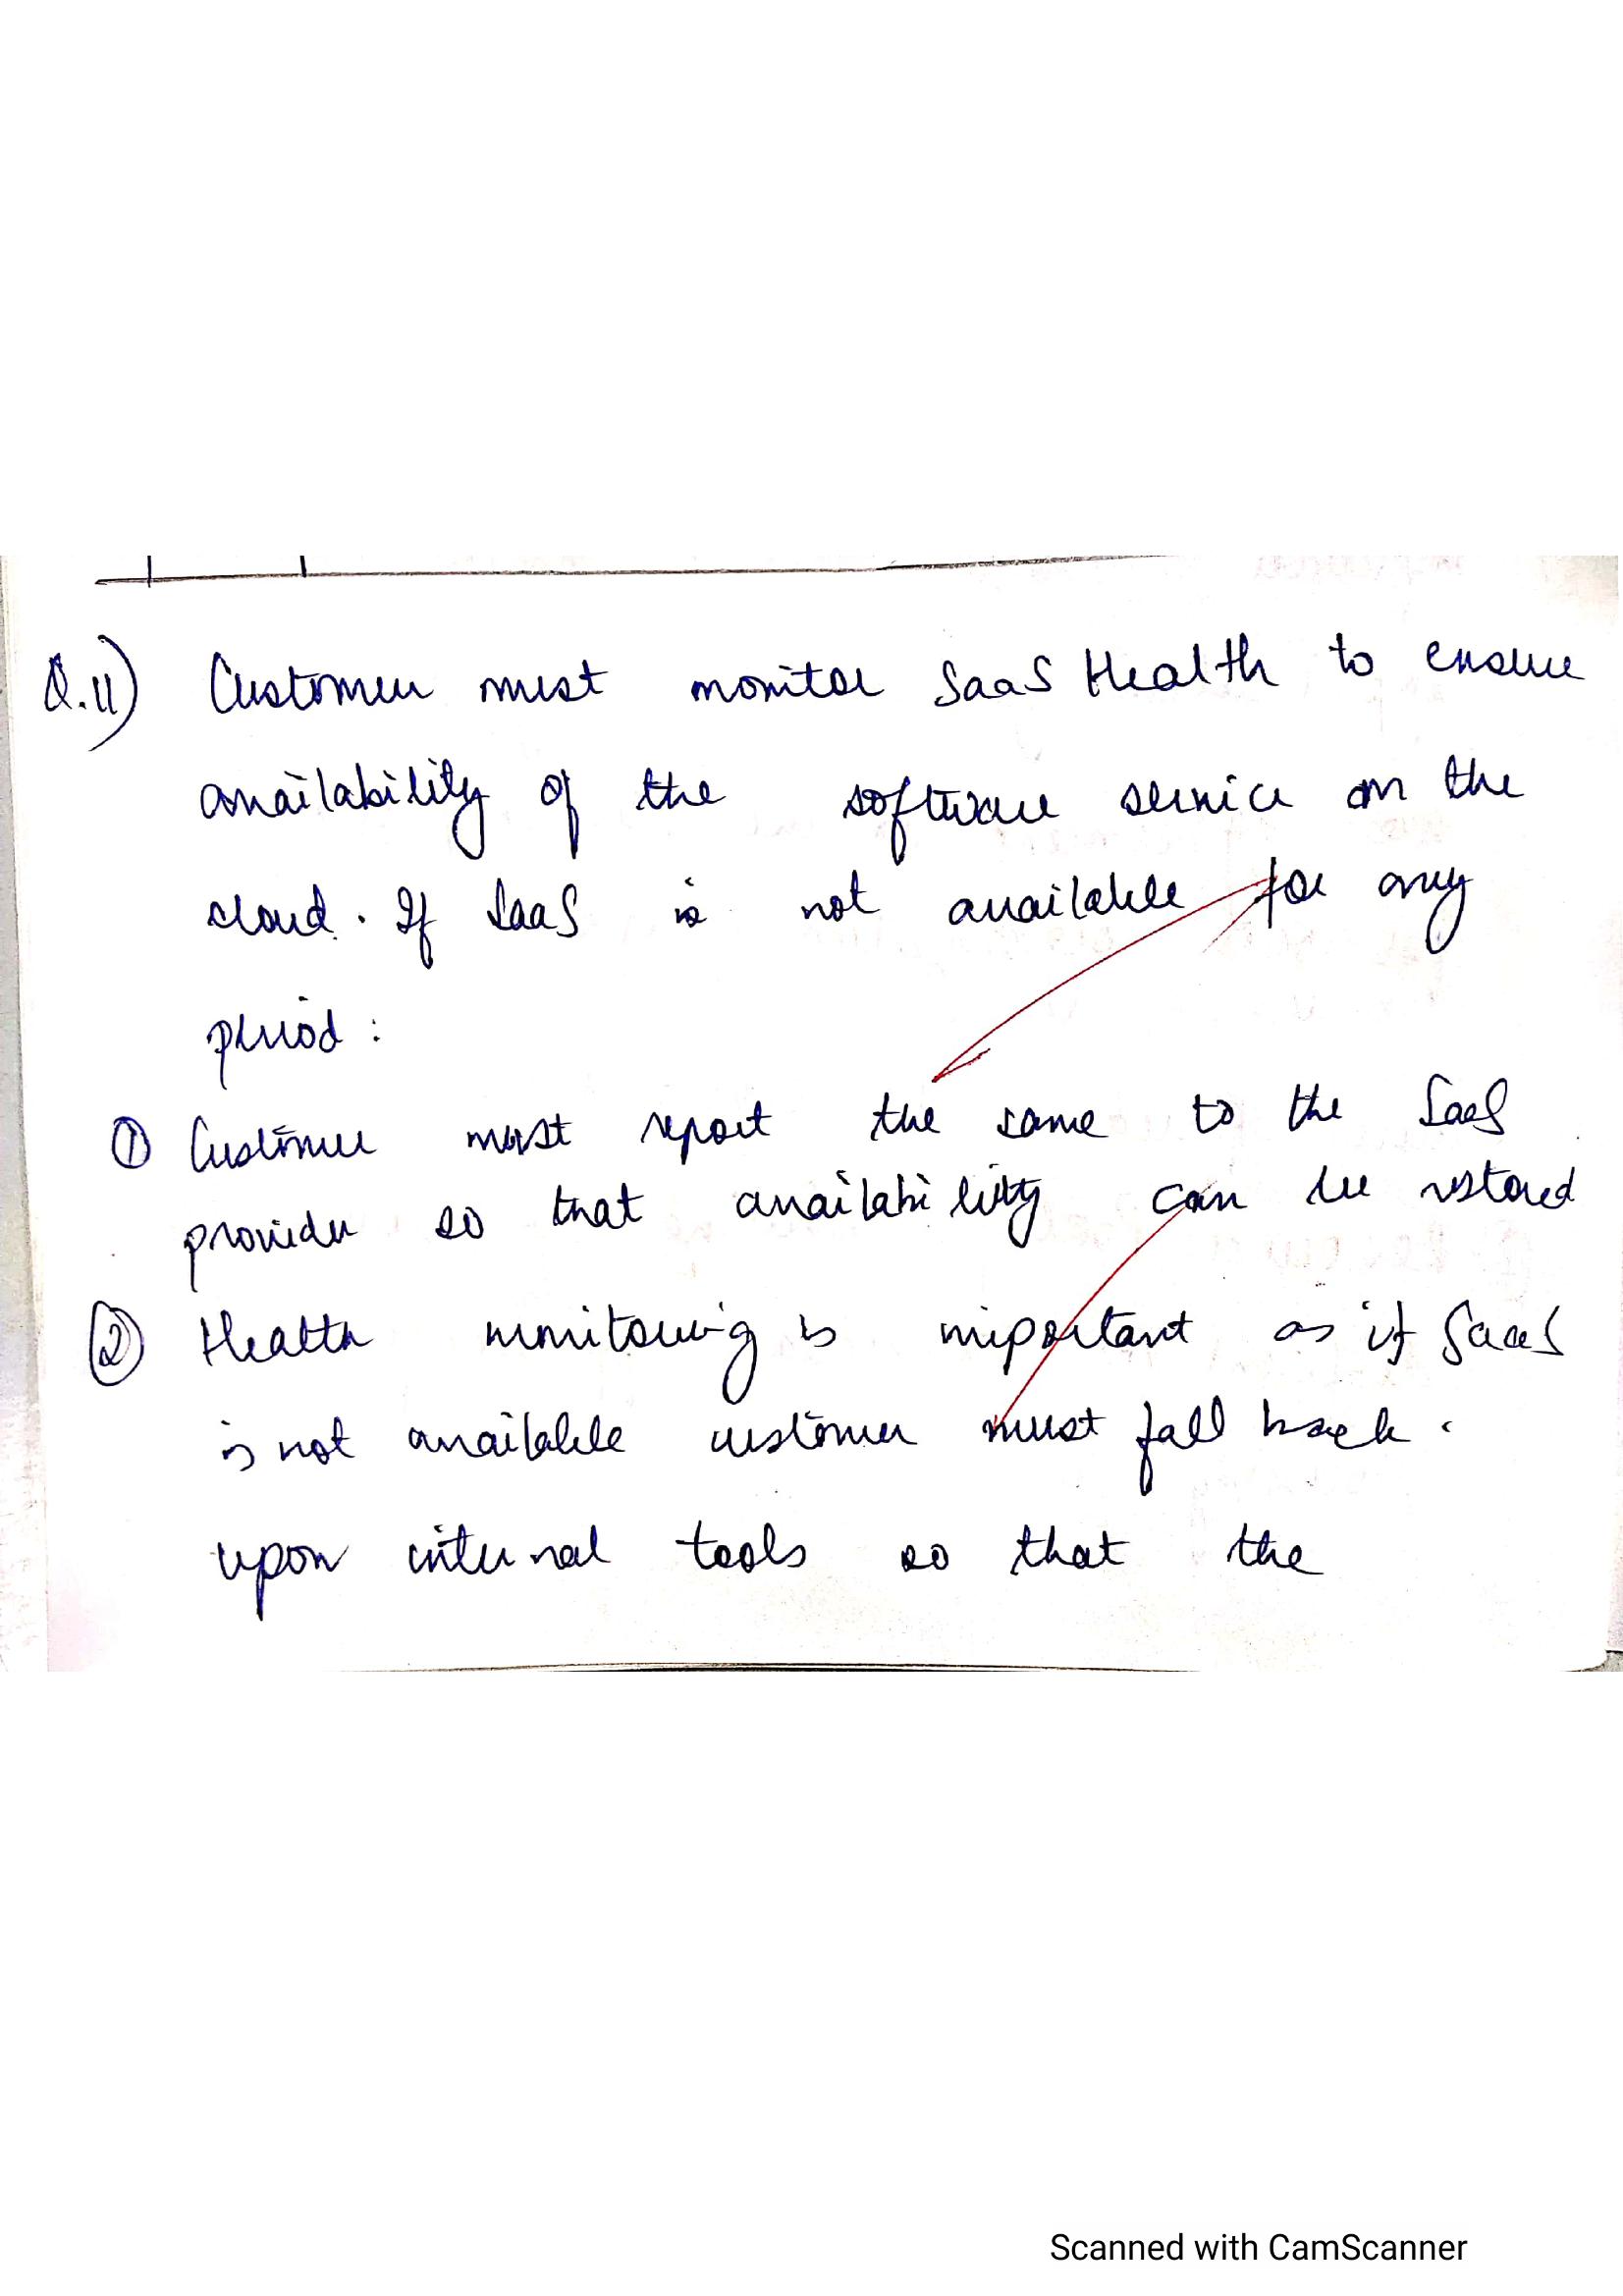 Q.11) Customer must monitor SaaS Health to ensure
availability of the software service on the
cloud. If SaaS is not available for any
period :
① Customer must report the same to the SaaS
provider so that availability can be restored
② Health monitoring is important as if SaaS
is not available customer must fall back.
upon internal tools so that the
Scanned with CamScanner